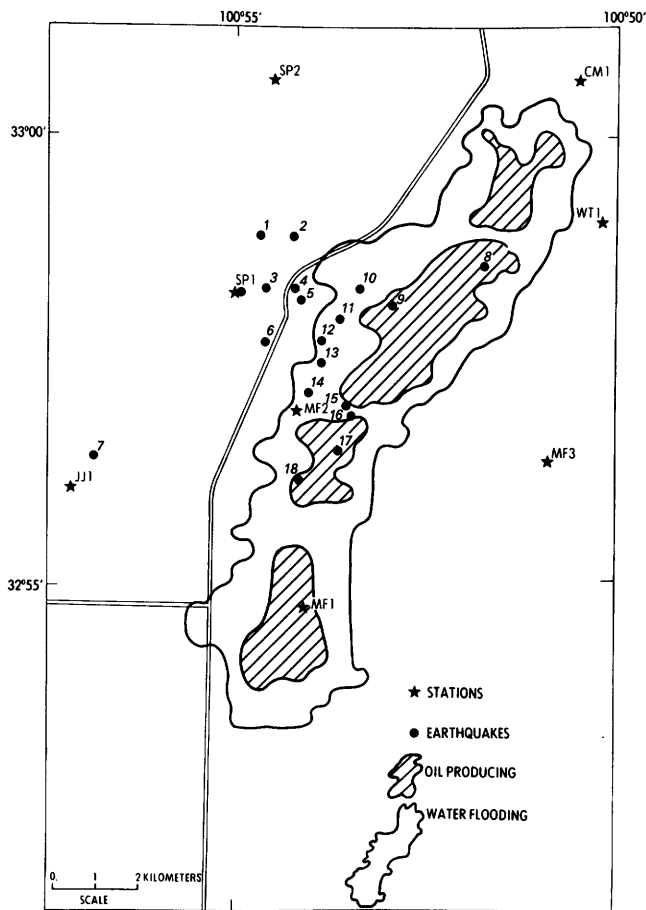 100°55'
100°50'
SP2
CM1
33°00'
WT1
1
2
8
SP1
3
4
10
5
9
11
6
12
13
14
15
MF2
16
7
17
MF3
18
JJ1
32°55'
MF1
STATIONS
EARTHQUAKES
OIL PRODUCING
WATER FLOODING
0. 1 2 KILOMETERS
SCALE